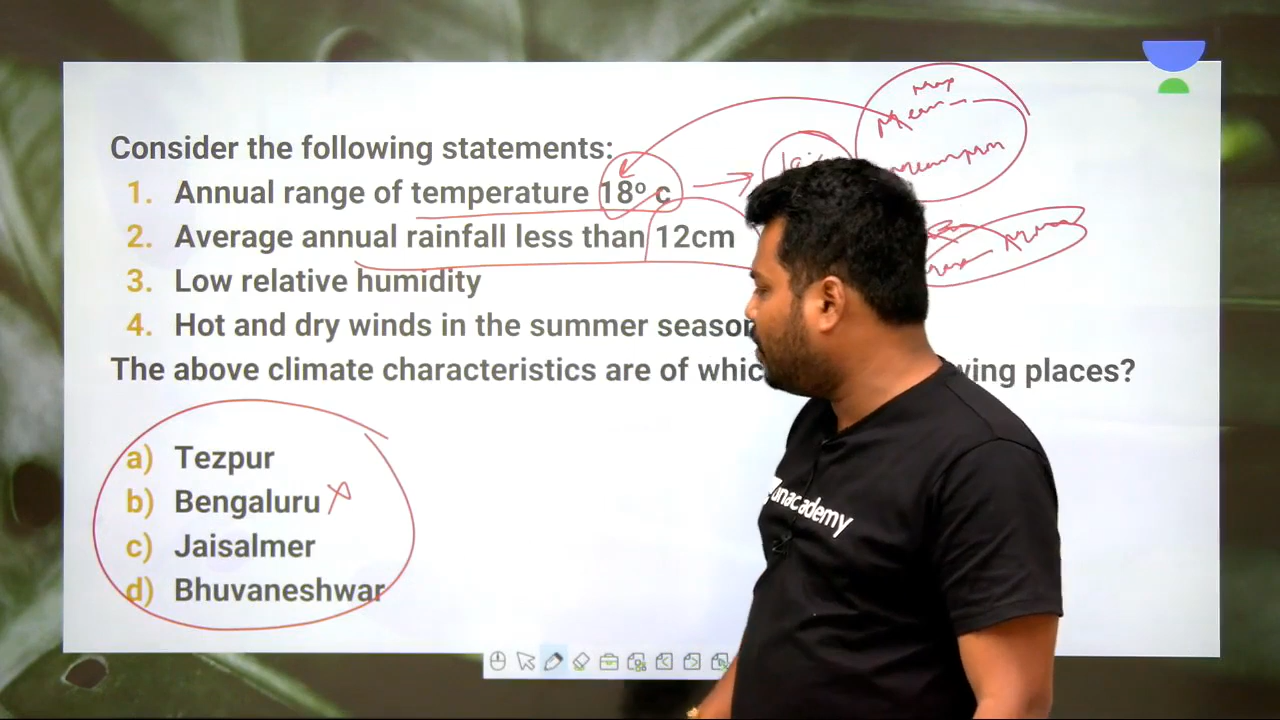 Consider the following statements:
1. Annual range of temperature 18º c
2. Average annual rainfall less than 12cm
3. Low relative humidity
4. Hot and dry winds in the summer season
The above climate characteristics are of whic wing places?
a) Tezpur
b) Bengaluru x
c) Jaisalmer
d) Bhuvaneshwar
unacademy